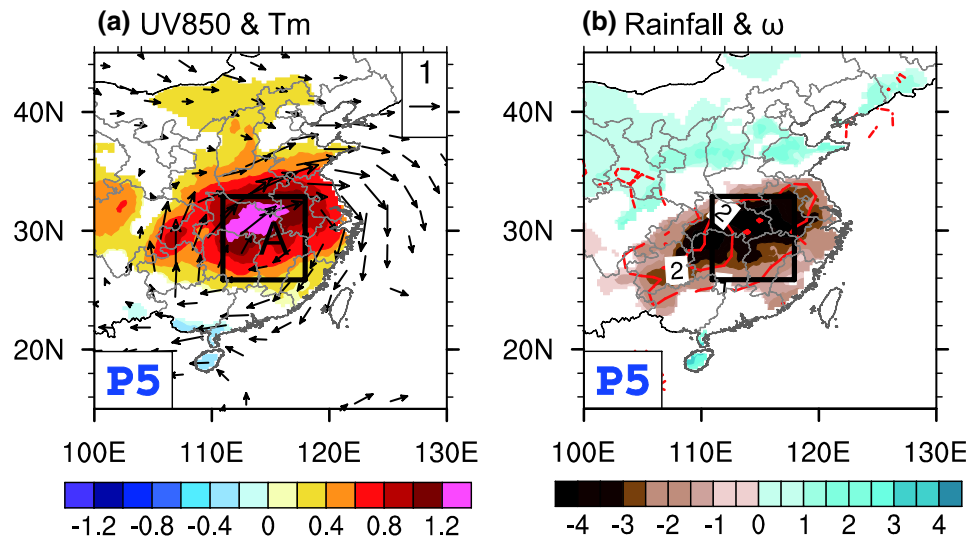 (a) UV850 & Tm
1
40N
30N
20N
A
P5
100E 110E 120E 130E
-1.2 -0.8 -0.4 0 0.4 0.8 1.2
(b) Rainfall & ω
40N
30N
20N
2
2
P5
100E 110E 120E 130E
-4 -3 -2 -1 0 1 2 3 4